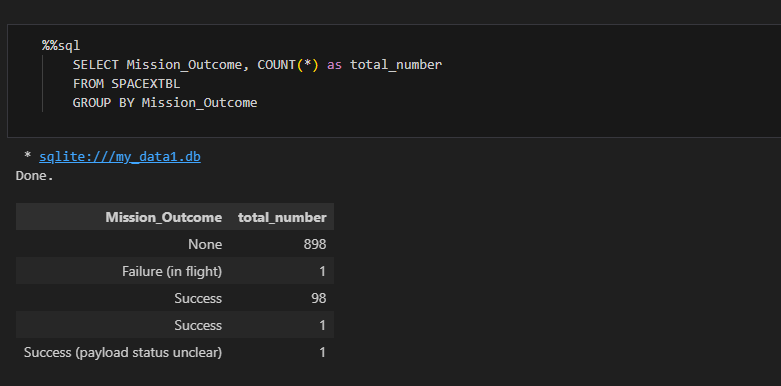 %%sql
SELECT Mission_Outcome, COUNT(*) as total_number
FROM SPACEXTBL
GROUP BY Mission_Outcome
* sqlite:///my_data1.db
Done.
Mission_Outcome total_number
None 898
Failure (in flight) 1
Success 98
Success 1
Success (payload status unclear) 1